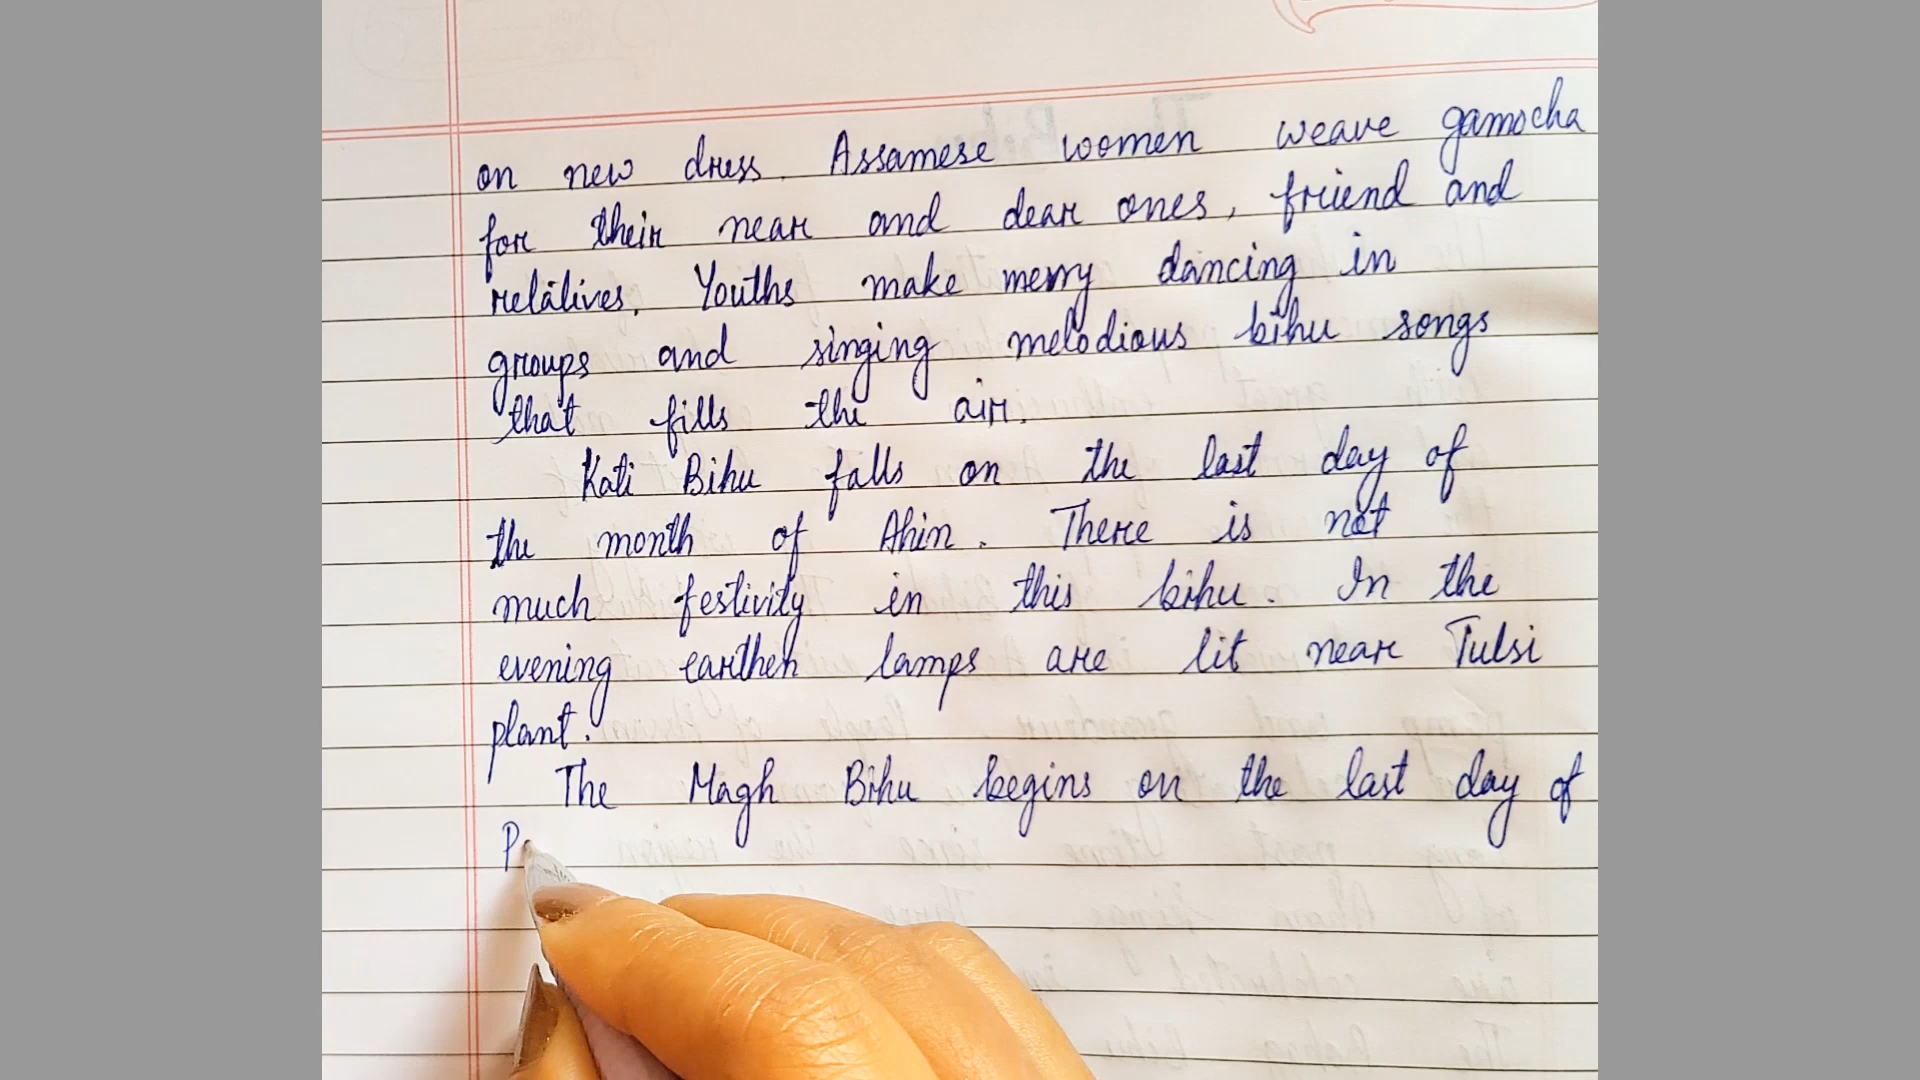 on new dress. Assamese women weave gamocha
for their near and dear ones, friend and
relatives. Youths make merry dancing in
groups and singing melodious bihu songs
that fills the air.
Kati Bihu falls on the last day of
the month of Ahin. There is not
much festivity in this bihu. In the
evening earthen lamps are lit near Tulsi
plant.
The Magh Bihu begins on the last day of